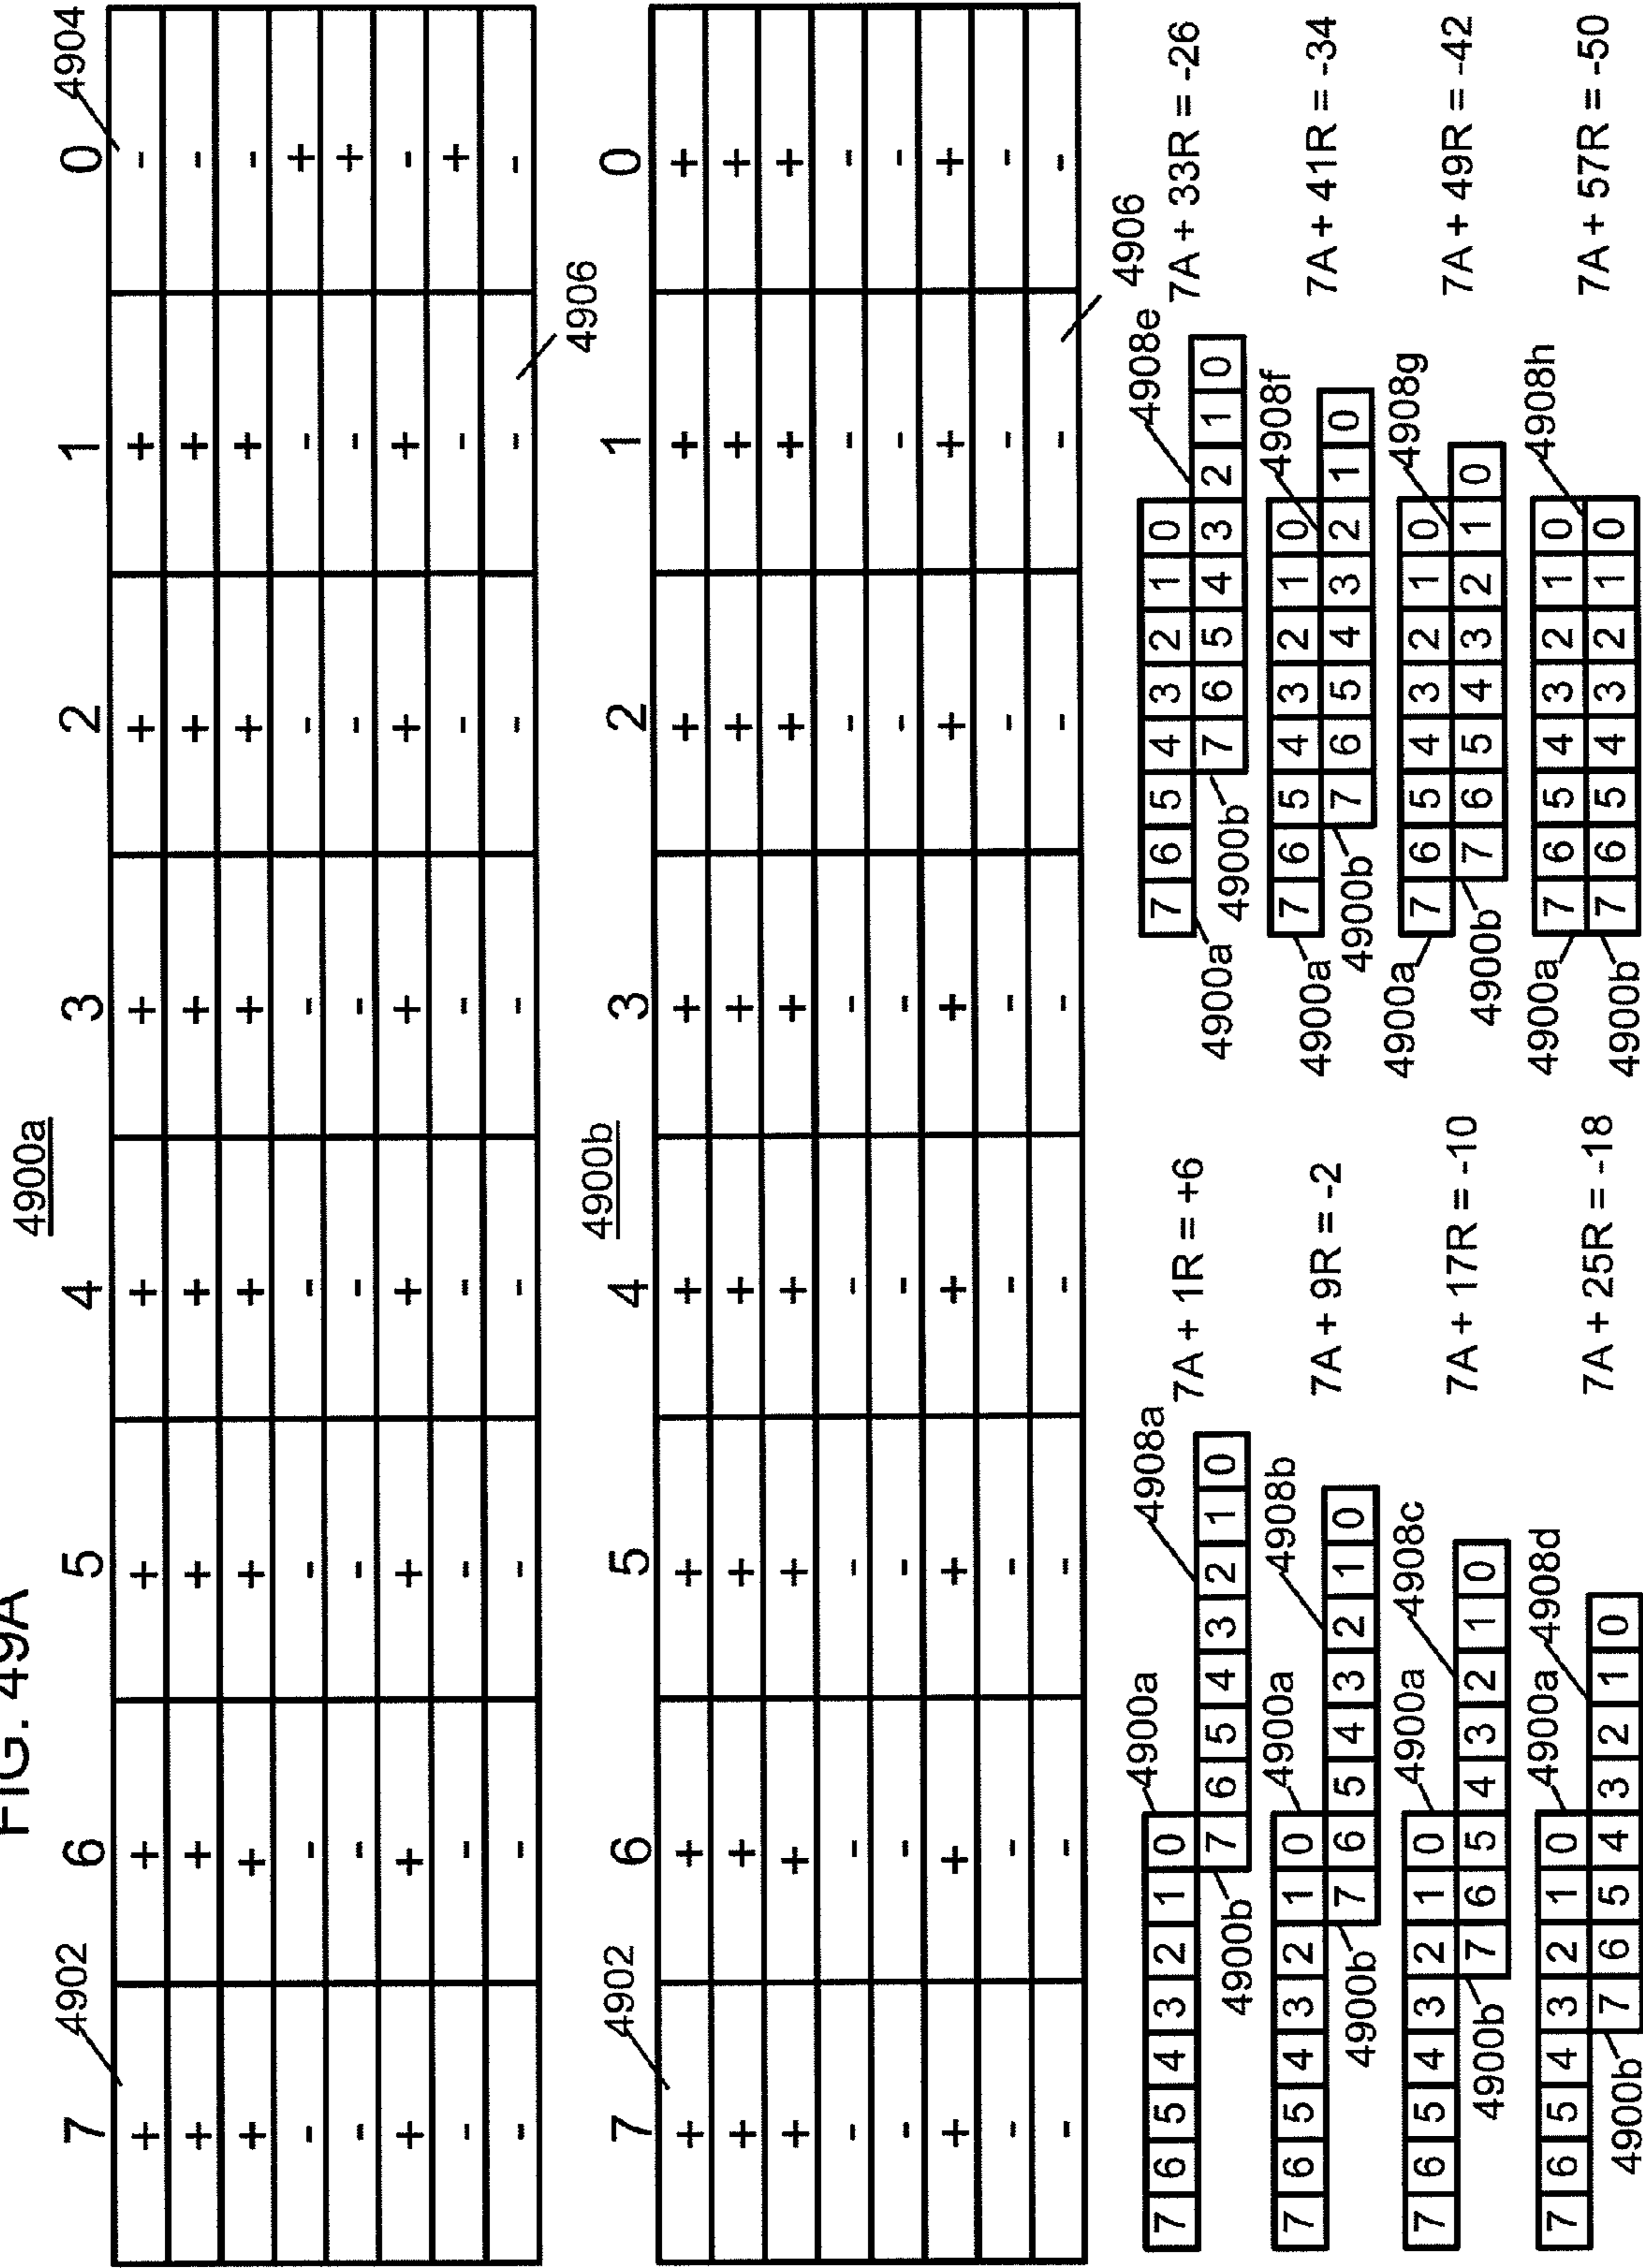 FIG. 49A
4900a
4902 4904
7 6 5 4 3 2 1 0
+ + + + + + + -
+ + + + + + + -
+ + + + + + + -
- - - - - - - +
- - - - - - - +
+ + + + + + + -
- - - - - - - +
- - - - - - - -
4906
4900b
4902
7 6 5 4 3 2 1 0
+ + + + + + + +
+ + + + + + + +
+ + + + + + + +
- - - - - - - -
- - - - - - - -
+ + + + + + + +
- - - - - - - -
- - - - - - - -
4906
4900a 4908a
7 6 5 4 3 2 1 0
7A + 1R = +6
4900b 7 6 5 4 3 2 1 0
4900a 4908b
7 6 5 4 3 2 1 0
7A + 9R = -2
4900b 7 6 5 4 3 2 1 0
4900a 4908c
7 6 5 4 3 2 1 0
7A + 17R = -10
4900b 7 6 5 4 3 2 1 0
4900a 4908d
7 6 5 4 3 2 1 0
7A + 25R = -18
4900b 7 6 5 4 3 2 1 0
4908e
7 6 5 4 3 2 1 0
7A + 33R = -26
4900a 4900b 7 6 5 4 3 2 1 0
4908f
4900a 7 6 5 4 3 2 1 0
7A + 41R = -34
4900b 7 6 5 4 3 2 1 0
4908g
4900a 7 6 5 4 3 2 1 0
7A + 49R = -42
4900b 7 6 5 4 3 2 1 0
4908h
4900a 7 6 5 4 3 2 1 0
7A + 57R = -50
4900b 7 6 5 4 3 2 1 0